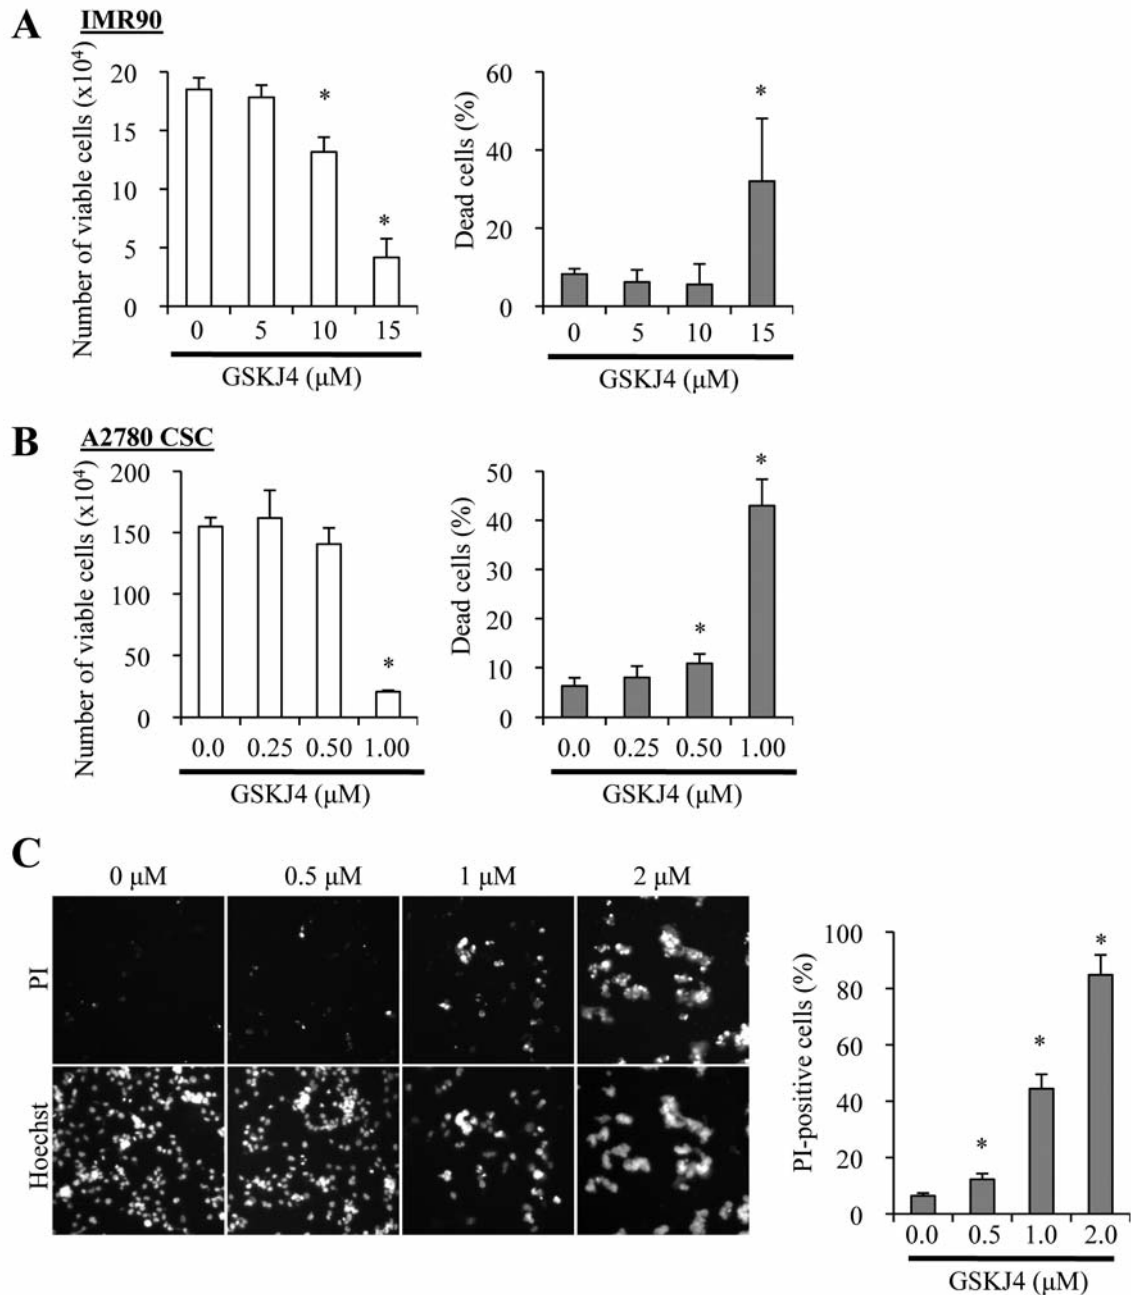 A
IMR90
Number of viable cells (x10⁴)
20
15
10
5
0
*
*
0 5 10 15
GSKJ4 (μM)
Dead cells (%)
60
40
20
0
*
0 5 10 15
GSKJ4 (μM)
B
A2780 CSC
Number of viable cells (x10⁴)
200
150
100
50
0
*
0.0 0.25 0.50 1.00
GSKJ4 (μM)
Dead cells (%)
50
40
30
20
10
0
*
*
0.0 0.25 0.50 1.00
GSKJ4 (μM)
C
0 μM 0.5 μM 1 μM 2 μM
PI
Hoechst
PI-positive cells (%)
100
80
60
40
20
0
*
*
*
0.0 0.5 1.0 2.0
GSKJ4 (μM)